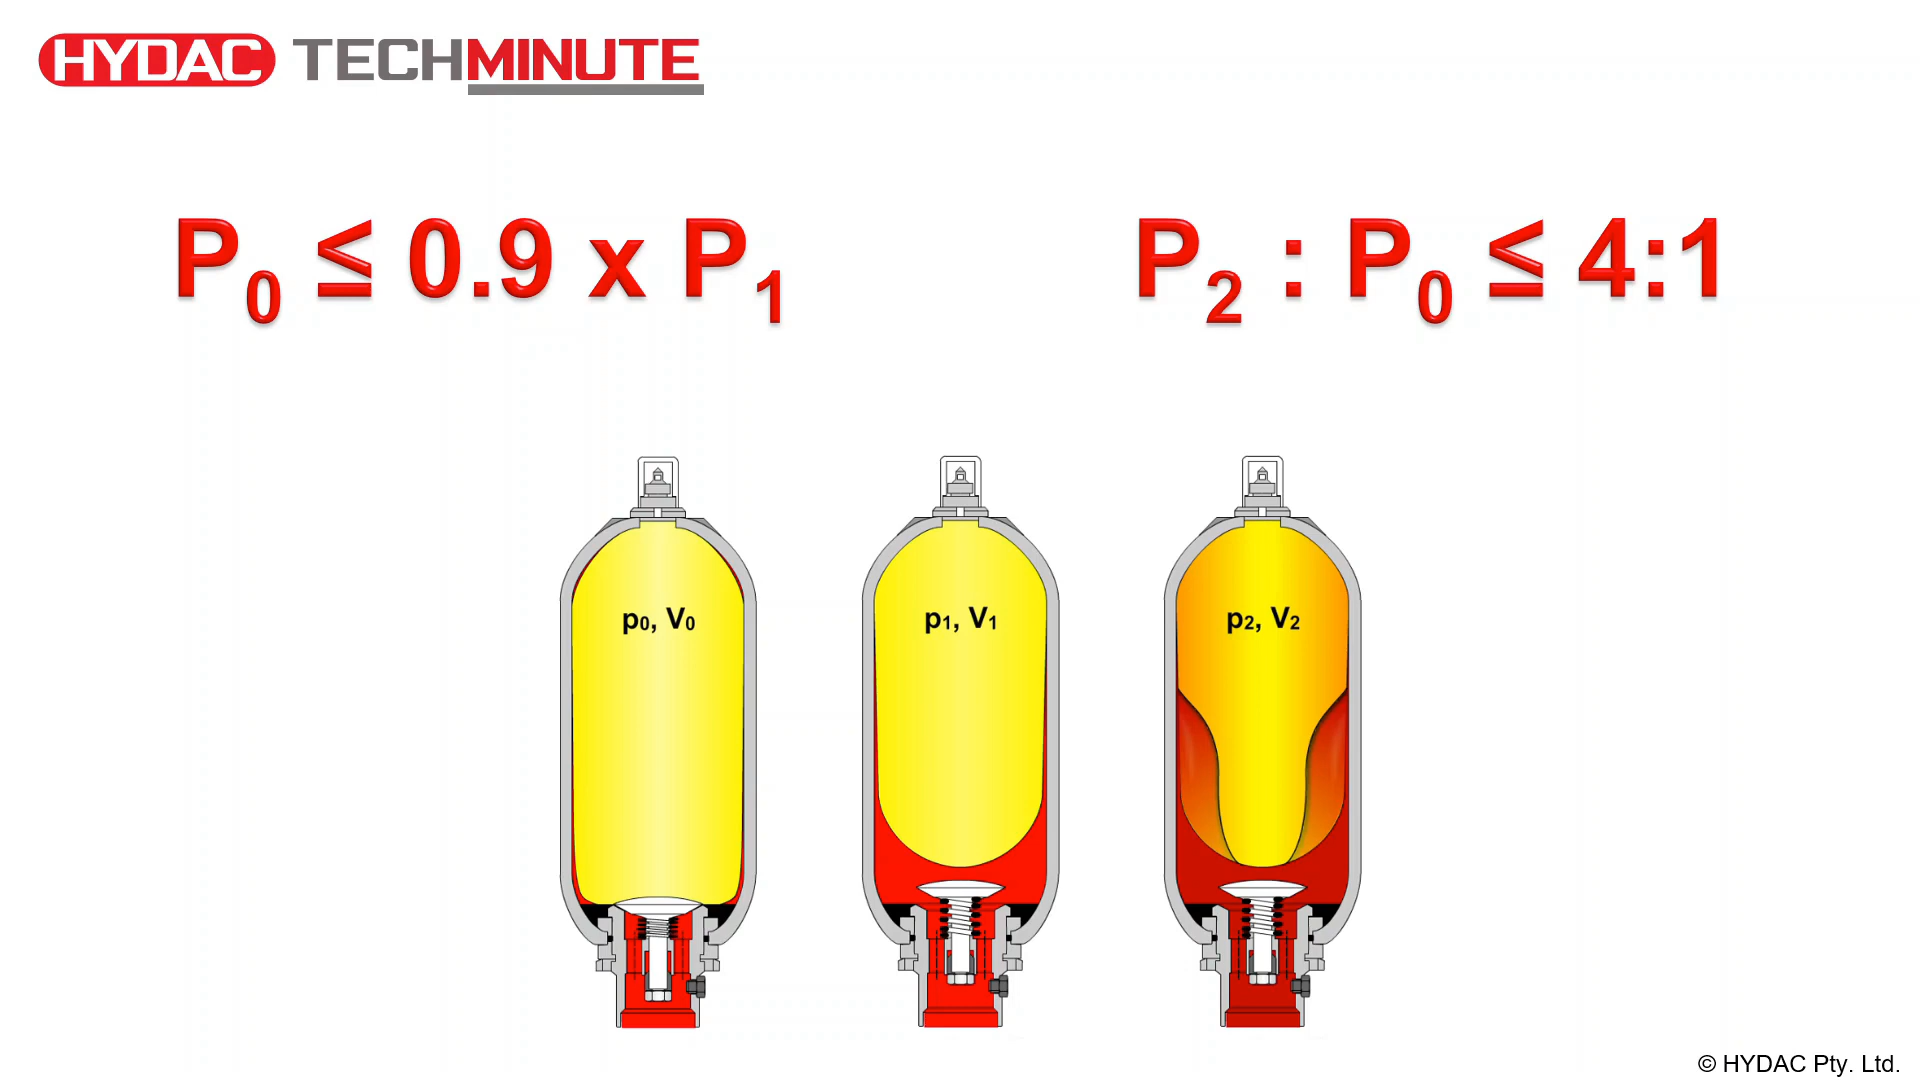 HYDAC TECHMINUTE
P₀ ≤ 0.9 x P₁
P₂ : P₀ ≤ 4:1
p₀, V₀
p₁, V₁
p₂, V₂
© HYDAC Pty. Ltd.